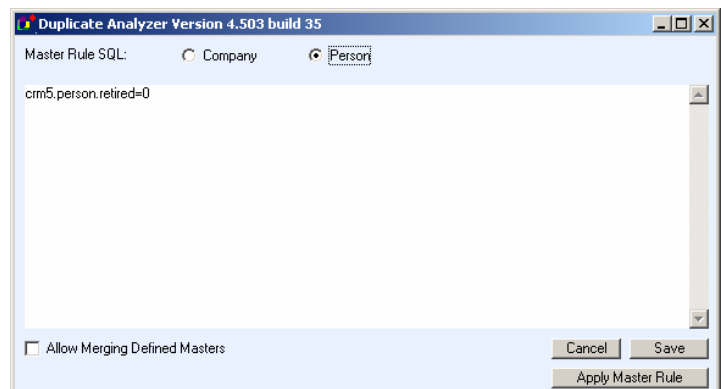 Duplicate Analyzer Version 4.503 build 35
Master Rule SQL: Company Person
crm5.person.retired=0
Allow Merging Defined Masters Cancel Save
Apply Master Rule